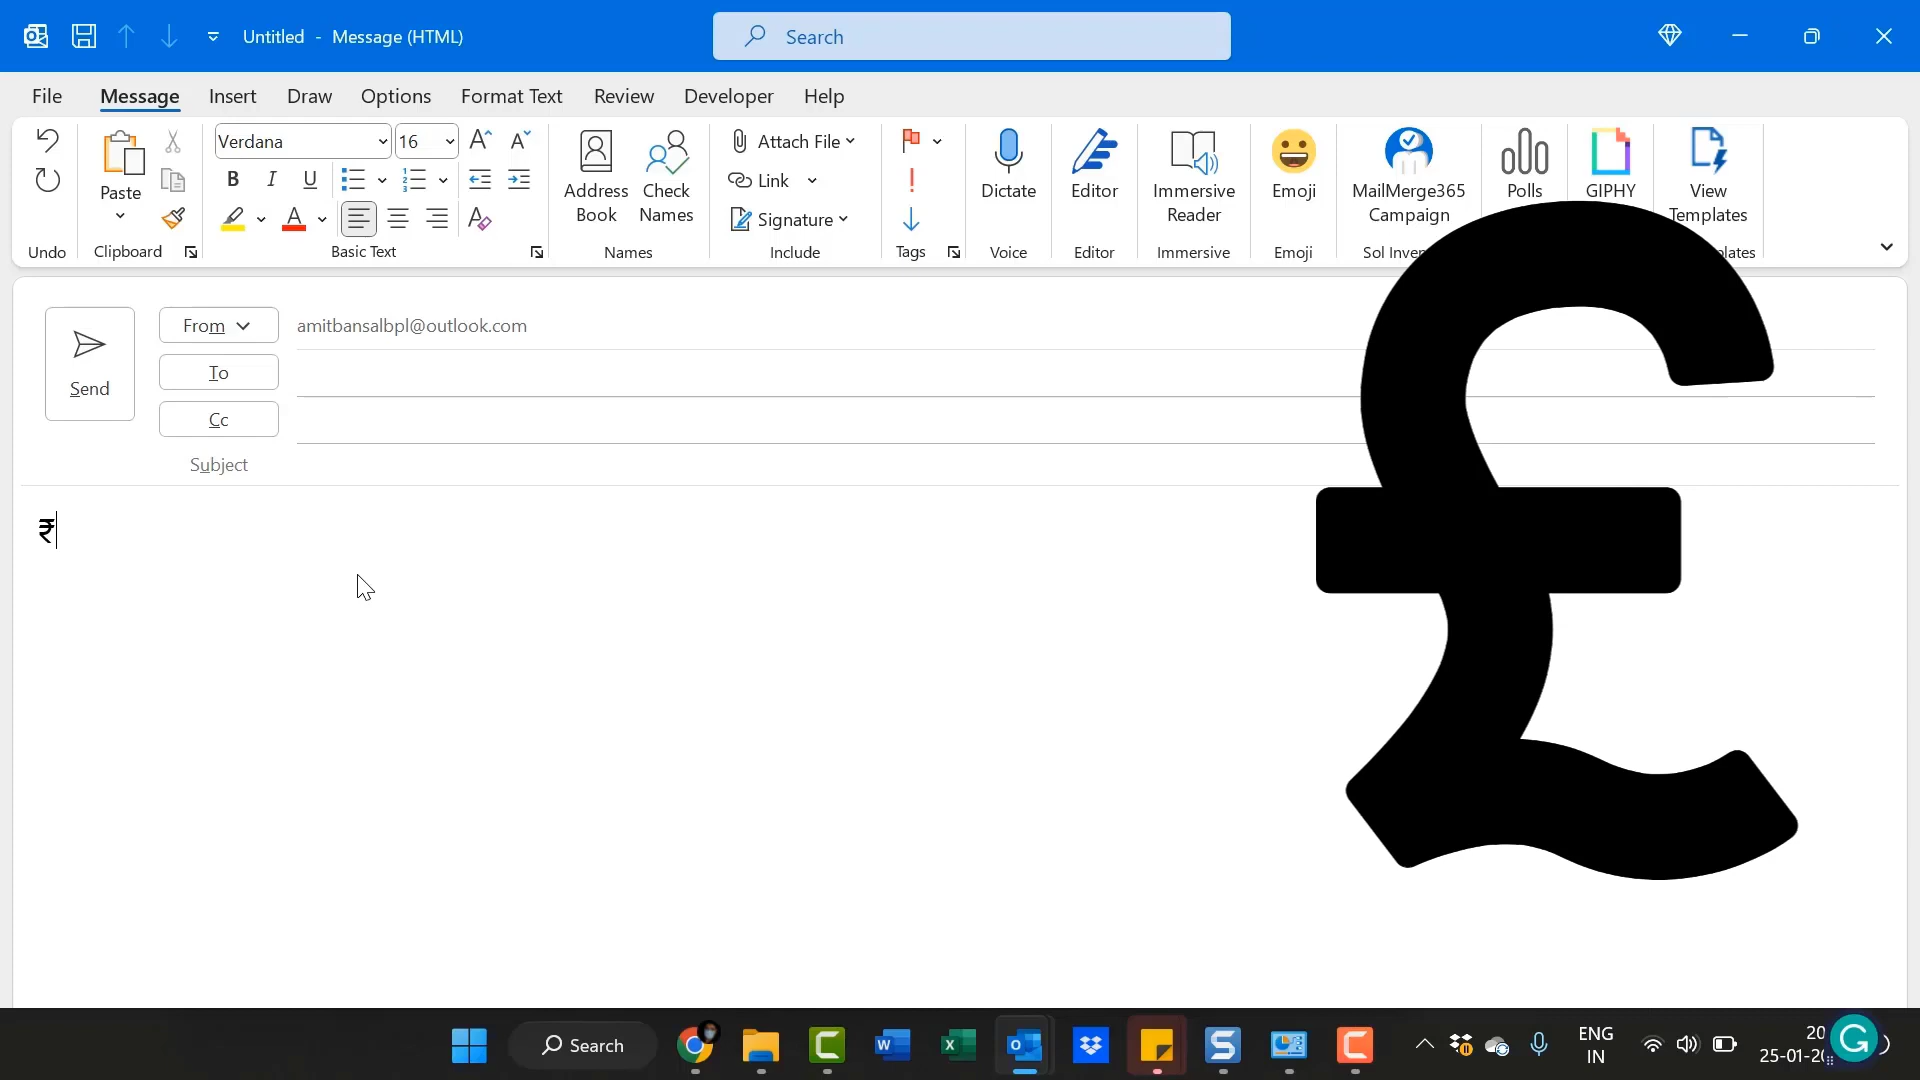 Untitled - Message (HTML)
Search
File Message Insert Draw Options Format Text Review Developer Help
Verdana 16
Attach File
Link
Signature
Paste
Address Book
Check Names
Dictate
Editor
Immersive Reader
Emoji
MailMerge365 Campaign
Polls
GIPHY
View Templates
Undo Clipboard Basic Text Names Include Tags Voice Editor Immersive Emoji
Send
From amitbansalbpl@outlook.com
To
Cc
Subject
₹
£
Search
ENG
IN